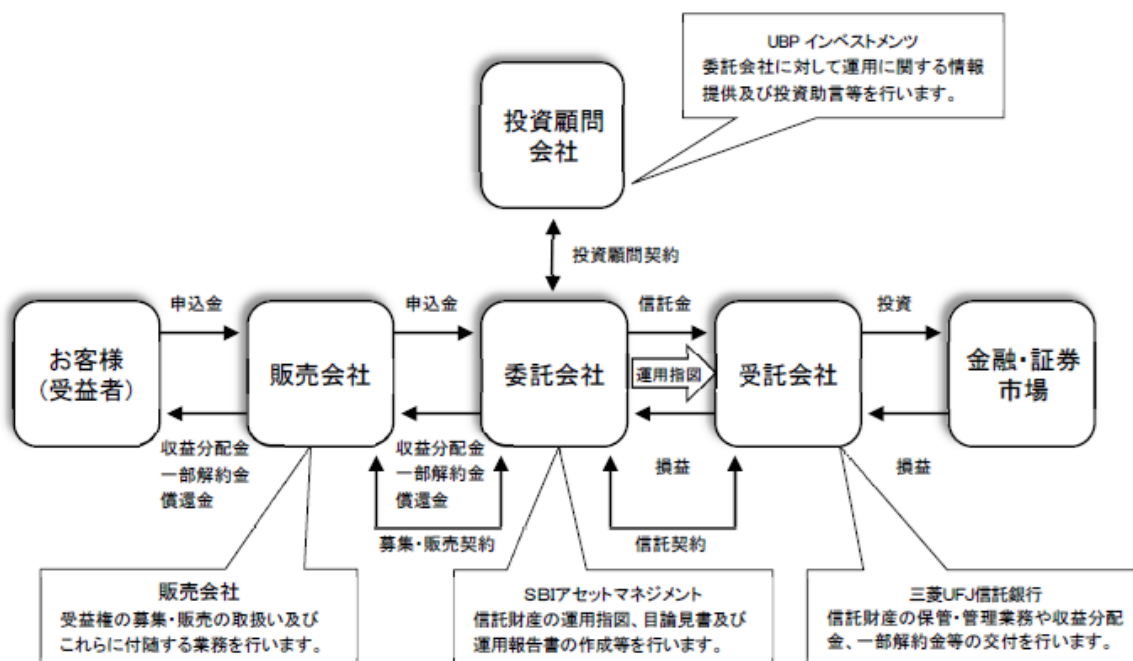 UBP インベストメンツ
委託会社に対して運用に関する情報
提供及び投資助言等を行います。
投資顧問
会社
投資顧問契約
申込金
申込金
信託金
投資
お客様
(受益者)
販売会社
委託会社
運用指図
受託会社
金融・証券
市場
収益分配金
一部解約金
償還金
収益分配金
一部解約金
償還金
損益
損益
募集・販売契約
信託契約
販売会社
受益権の募集・販売の取扱い及び
これらに付随する業務を行います。
SBIアセットマネジメント
信託財産の運用指図、目論見書及び
運用報告書の作成等を行います。
三菱UFJ信託銀行
信託財産の保管・管理業務や収益分配
金、一部解約金等の交付を行います。